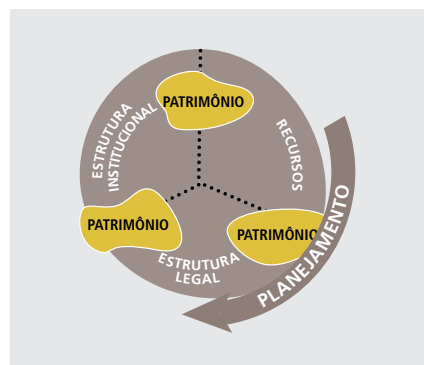 PATRIMÔNIO
ESTRUTURA
INSTITUCIONAL
RECURSOS
PATRIMÔNIO
PATRIMÔNIO
ESTRUTURA
LEGAL
PLANEJAMENTO